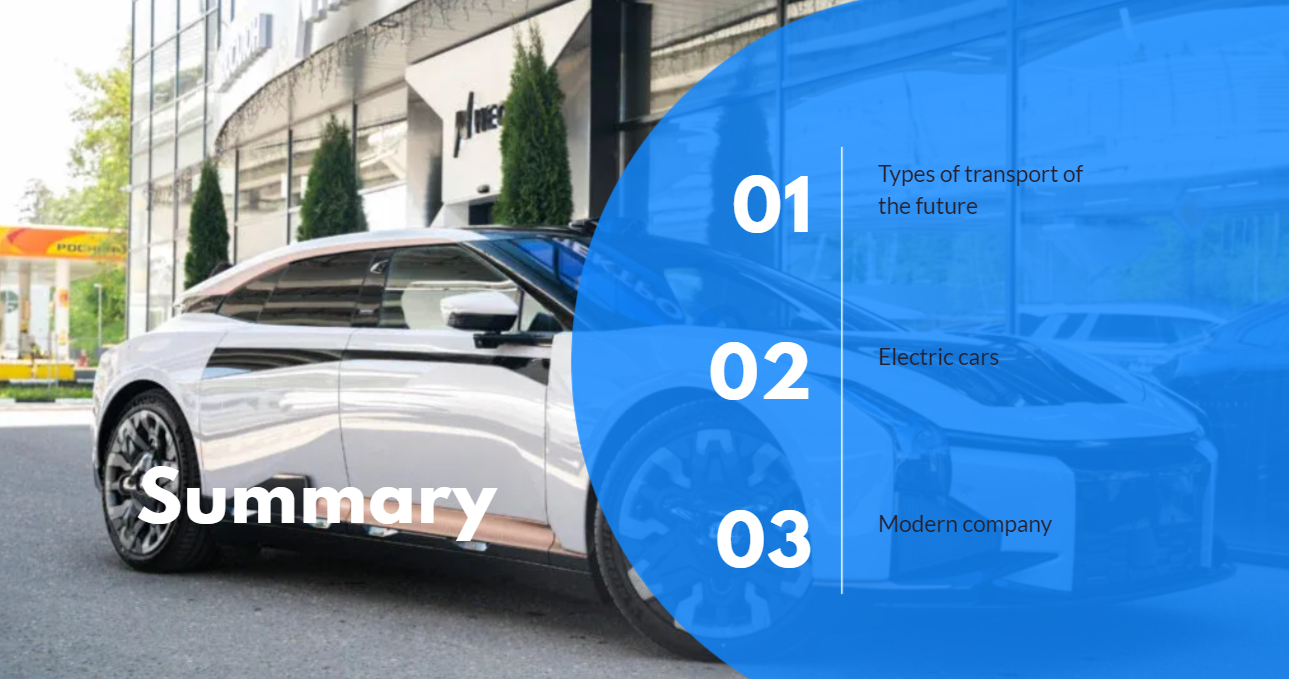 Summary
01
Types of transport of
the future
02
Electric cars
03
Modern company